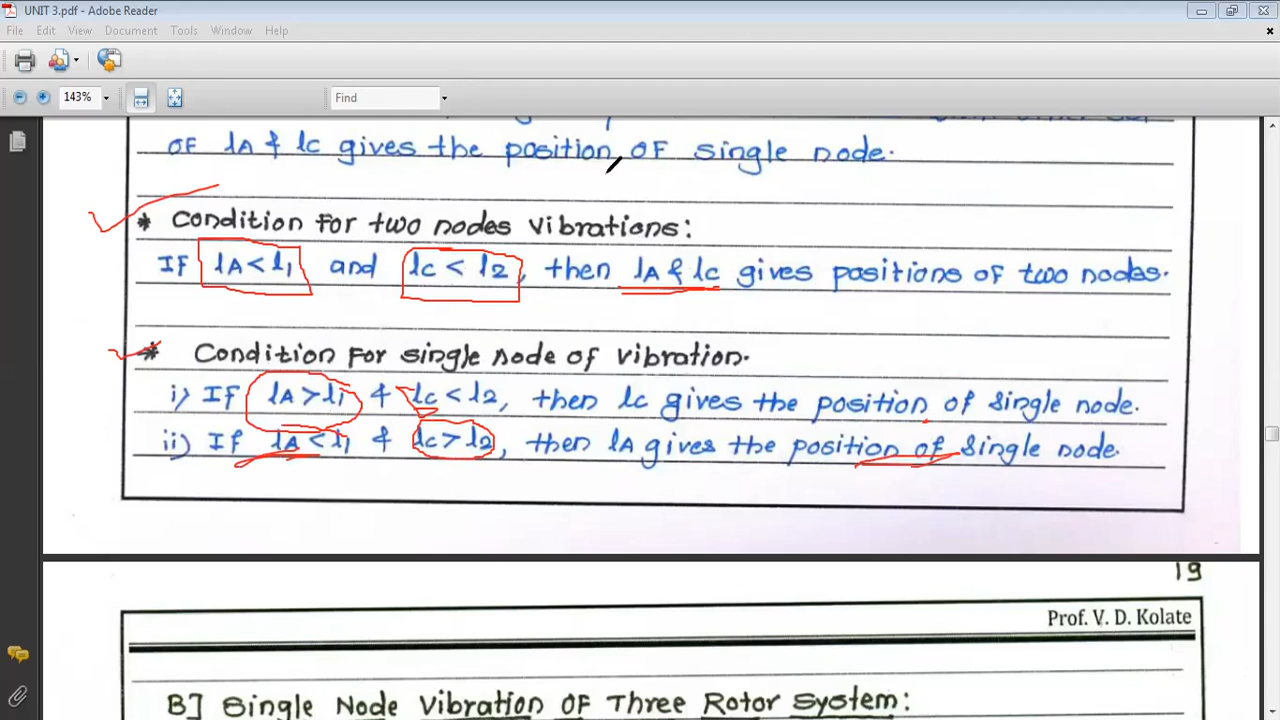 UNIT 3.pdf - Adobe Reader
File Edit View Document Tools Window Help
143% Find
OF lA & lC gives the position OF single node.
* Condition for two nodes vibrations:
IF lA < l1 and lC < l2, then lA & lC gives positions of two nodes.
* Condition For single node of vibration.
i) IF lA > l1 & lC < l2, then lC gives the position of single node.
ii) If lA < l1 & lC > l2, then lA gives the position of single node.
19
Prof. V. D. Kolate
B] Single Node Vibration OF Three Rotor System: